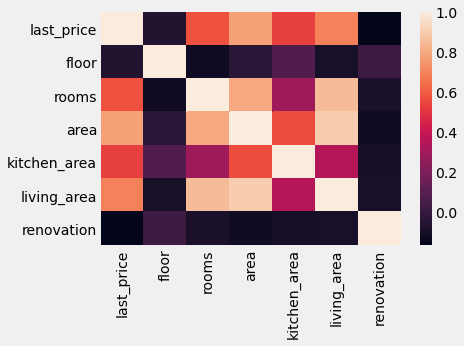 last_price
floor
rooms
area
kitchen_area
living_area
renovation
last_price
floor
rooms
area
kitchen_area
living_area
renovation
1.0
0.8
0.6
0.4
0.2
0.0